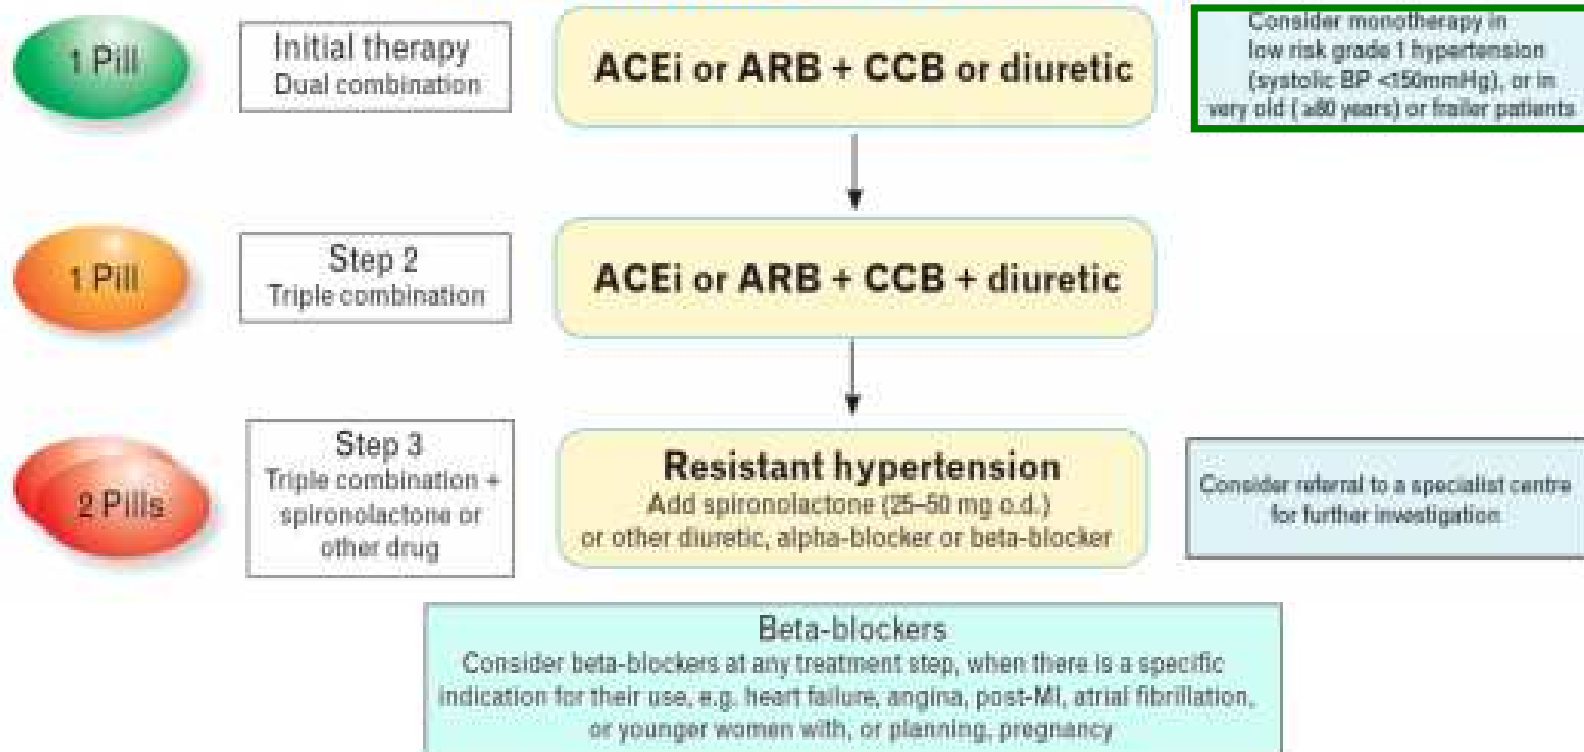 1 Pill
Initial therapy
Dual combination
ACEi or ARB + CCB or diuretic
Consider monotherapy in
low risk grade 1 hypertension
(systolic BP <150mmHg), or in
very old ( ≥80 years) or frailer patients
1 Pill
Step 2
Triple combination
ACEi or ARB + CCB + diuretic
2 Pills
Step 3
Triple combination +
spironolactone or
other drug
Resistant hypertension
Add spironolactone (25–50 mg o.d.)
or other diuretic, alpha-blocker or beta-blocker
Consider referral to a specialist centre
for further investigation
Beta-blockers
Consider beta-blockers at any treatment step, when there is a specific
indication for their use, e.g. heart failure, angina, post-MI, atrial fibrillation,
or younger women with, or planning, pregnancy